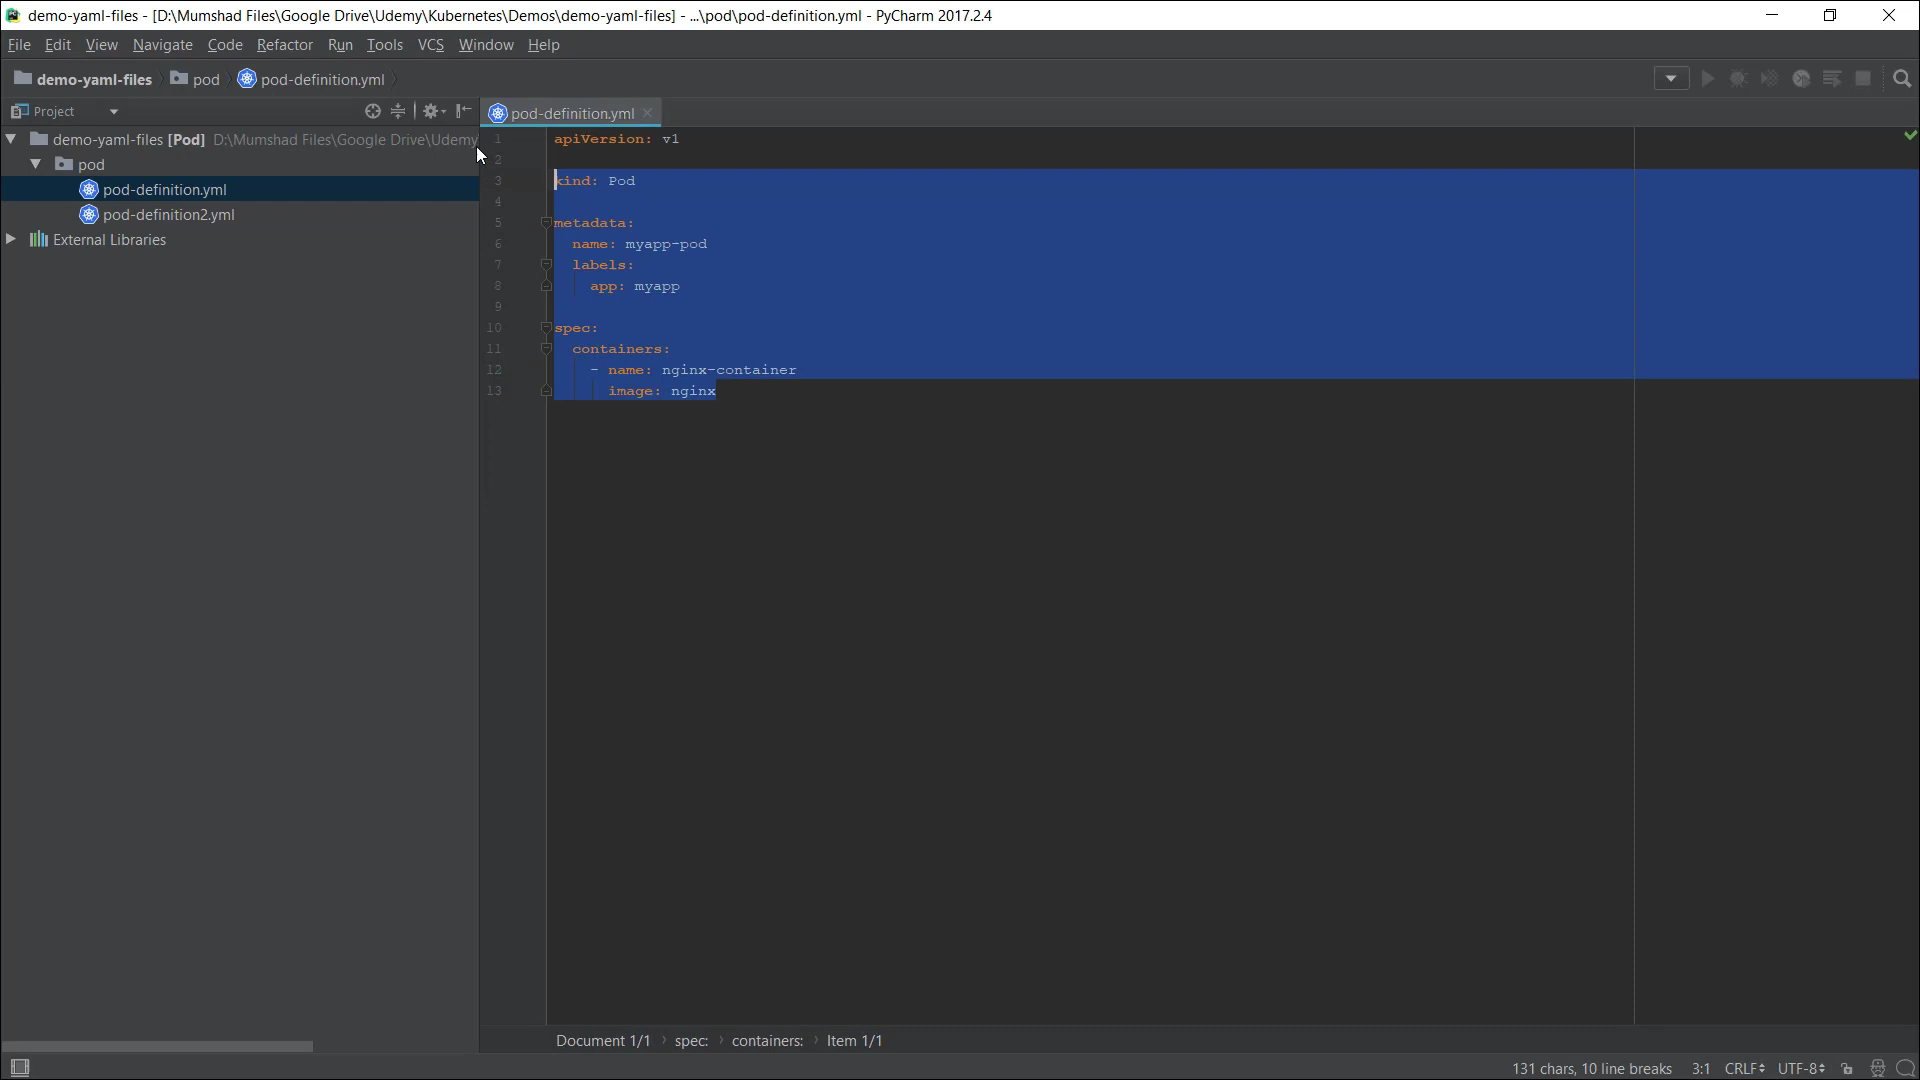 demo-yaml-files - [D:\Mumshad Files\Google Drive\Udemy\Kubernetes\Demos\demo-yaml-files] - ...\pod\pod-definition.yml - PyCharm 2017.2.4
File Edit View Navigate Code Refactor Run Tools VCS Window Help
demo-yaml-files pod pod-definition.yml
Project
pod-definition.yml
demo-yaml-files [Pod] D:\Mumshad Files\Google Drive\Udemy
pod
pod-definition.yml
pod-definition2.yml
External Libraries
1 apiVersion: v1
2
3 kind: Pod
4
5 metadata:
6 name: myapp-pod
7 labels:
8 app: myapp
9
10 spec:
11 containers:
12 - name: nginx-container
13 image: nginx
Document 1/1 › spec: › containers: › Item 1/1
131 chars, 10 line breaks 3:1 CRLF UTF-8